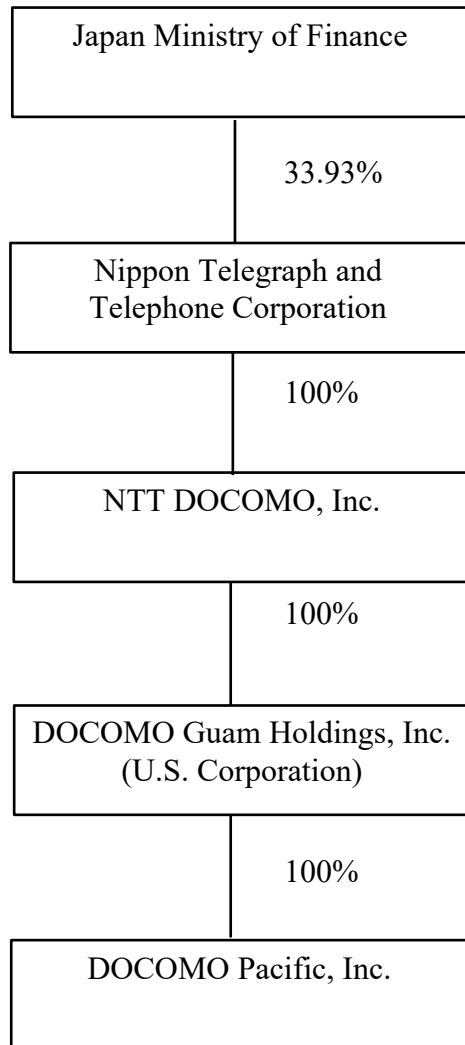 Japan Ministry of Finance
33.93%
Nippon Telegraph and
Telephone Corporation
100%
NTT DOCOMO, Inc.
100%
DOCOMO Guam Holdings, Inc.
(U.S. Corporation)
100%
DOCOMO Pacific, Inc.